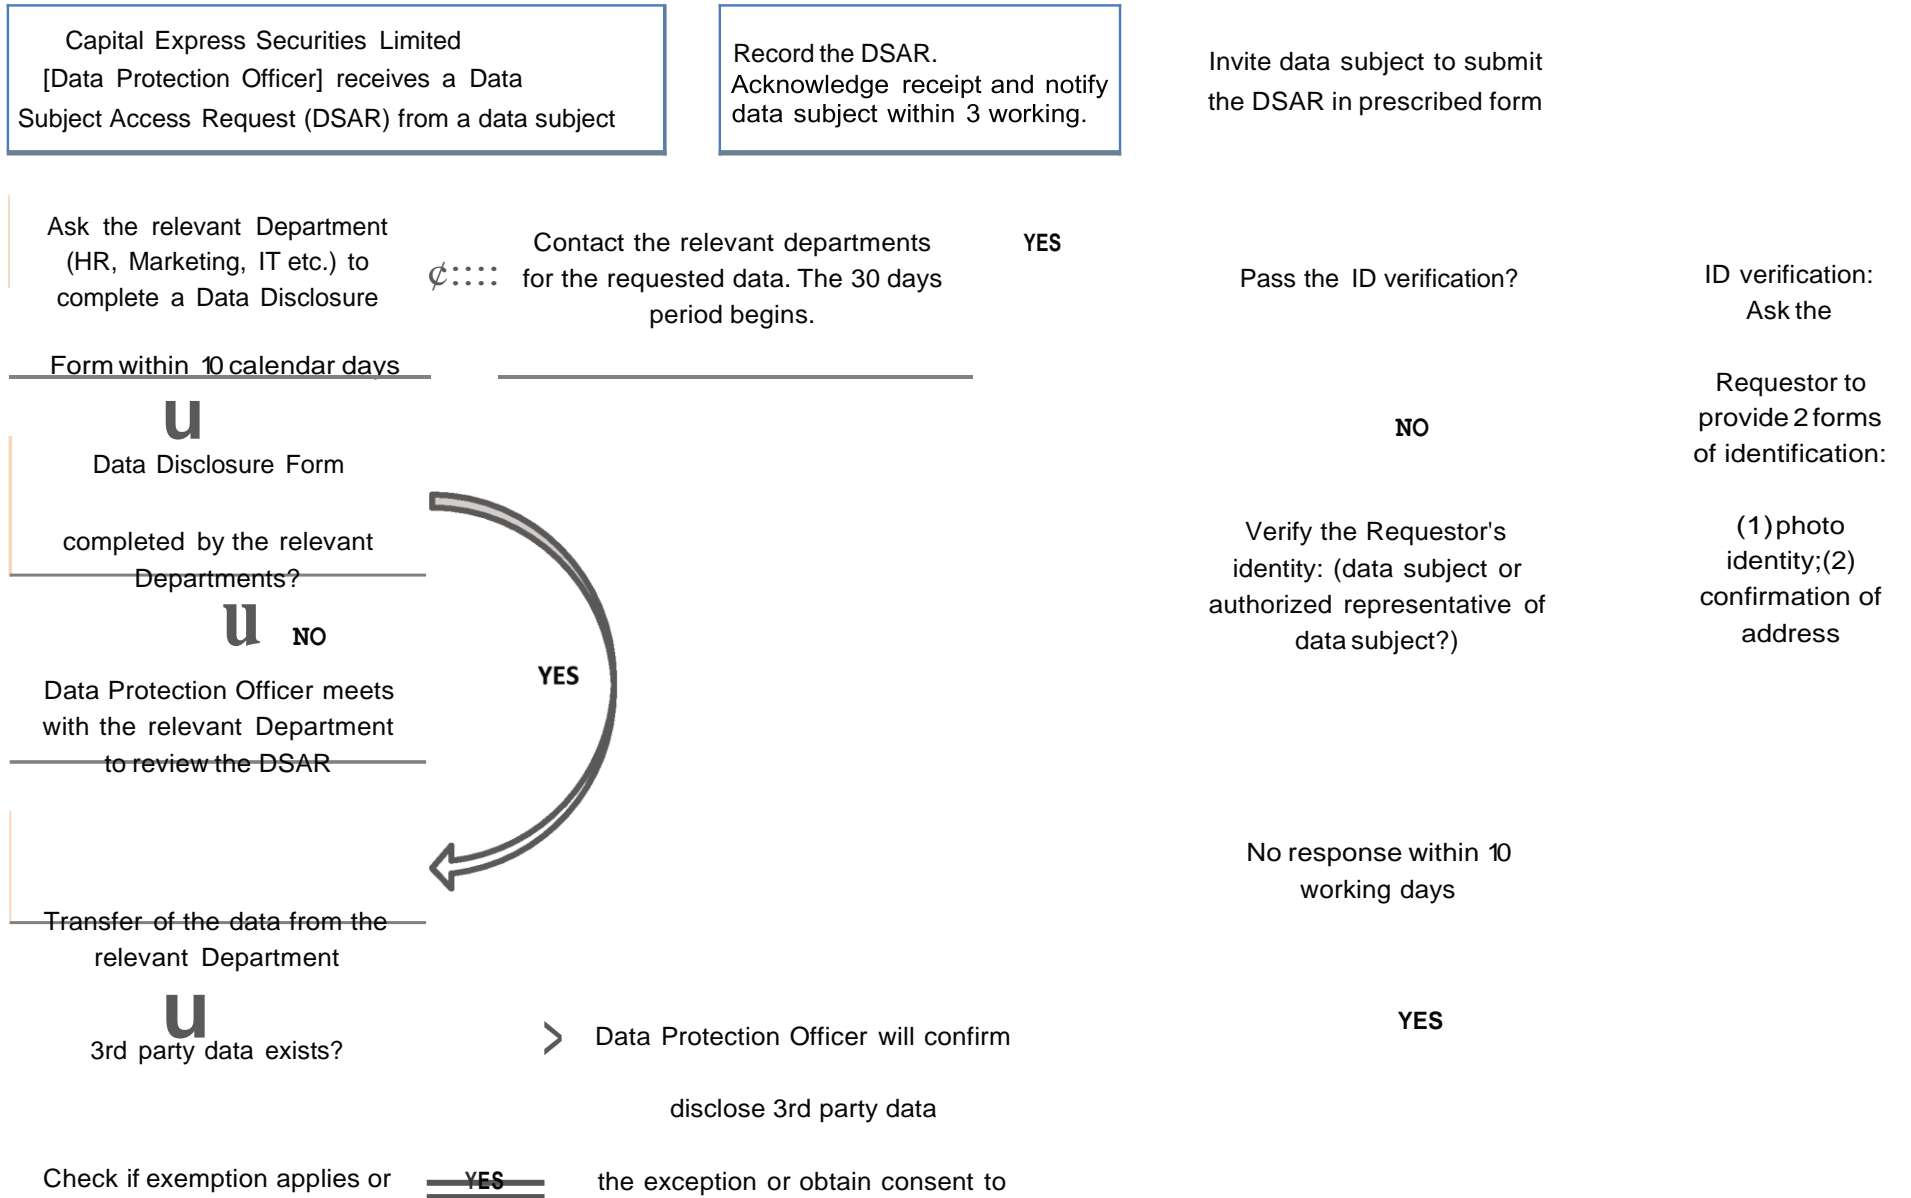 Capital Express Securities Limited
[Data Protection Officer] receives a Data
Subject Access Request (DSAR) from a data subject
Record the DSAR.
Acknowledge receipt and notify
data subject within 3 working.
Invite data subject to submit
the DSAR in prescribed form
Ask the relevant Department
(HR, Marketing, IT etc.) to
complete a Data Disclosure
Form within 10 calendar days
¢::::
Contact the relevant departments
for the requested data. The 30 days
period begins.
YES
Pass the ID verification?
ID verification:
Ask the
Requestor to
provide 2 forms
of identification:
(1) photo
identity;(2)
confirmation of
address
NO
Verify the Requestor's
identity: (data subject or
authorized representative of
data subject?)
No response within 10
working days
YES
u
Data Disclosure Form
completed by the relevant
Departments?
u NO
YES
Data Protection Officer meets
with the relevant Department
to review the DSAR
Transfer of the data from the
relevant Department
u
3rd party data exists?
>
Data Protection Officer will confirm
disclose 3rd party data
Check if exemption applies or
YES
the exception or obtain consent to